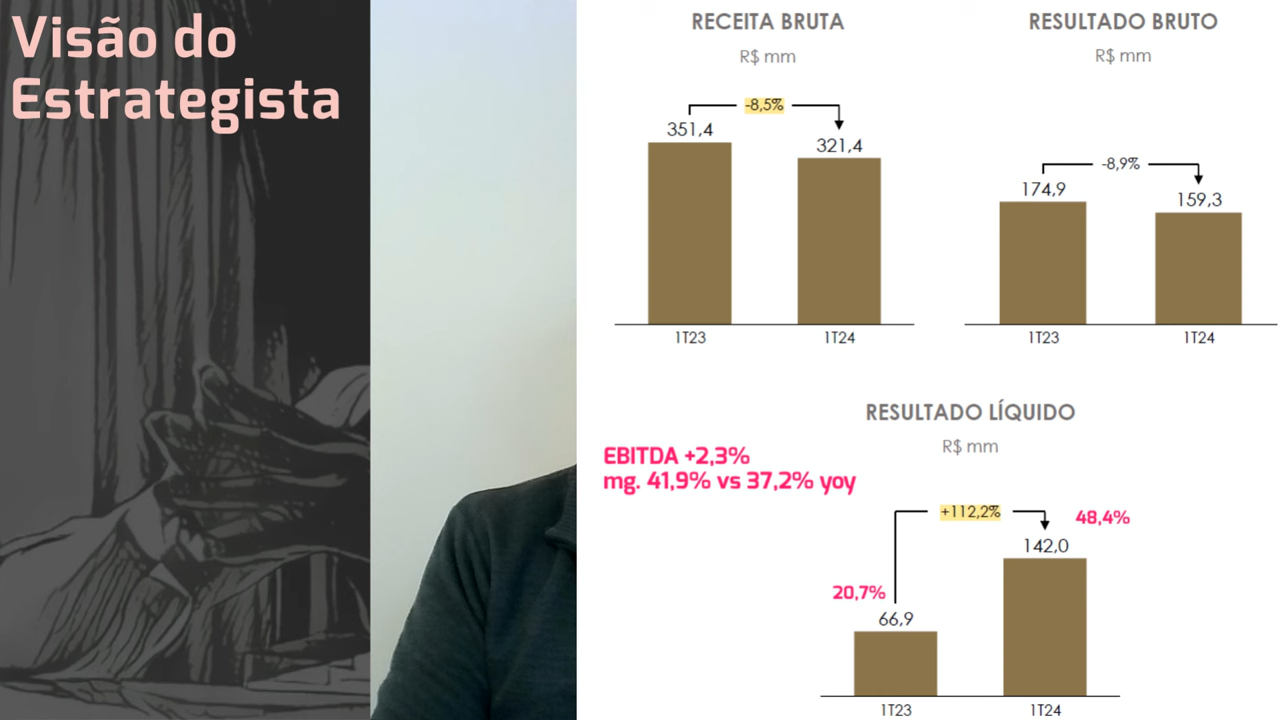 Visão do
Estrategista
RECEITA BRUTA
R$ mm
-8,5%
351,4
321,4
1T23
1T24
RESULTADO BRUTO
R$ mm
-8,9%
174,9
159,3
1T23
1T24
RESULTADO LÍQUIDO
R$ mm
EBITDA +2,3%
mg. 41,9% vs 37,2% yoy
+112,2%
48,4%
142,0
20,7%
66,9
1T23
1T24